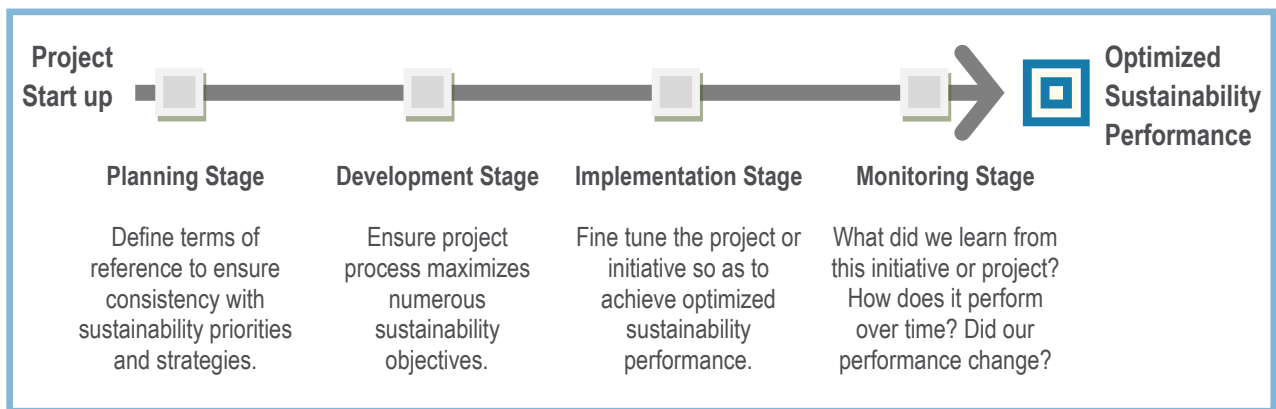 Project
Start up
Optimized
Sustainability
Performance
Planning Stage
Define terms of
reference to ensure
consistency with
sustainability priorities
and strategies.
Development Stage
Ensure project
process maximizes
numerous
sustainability
objectives.
Implementation Stage
Fine tune the project or
initiative so as to
achieve optimized
sustainability
performance.
Monitoring Stage
What did we learn from
this initiative or project?
How does it perform
over time? Did our
performance change?